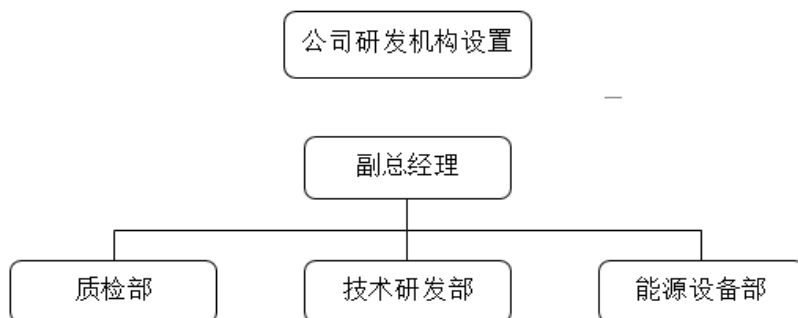 公司研发机构设置
副总经理
质检部
技术研发部
能源设备部